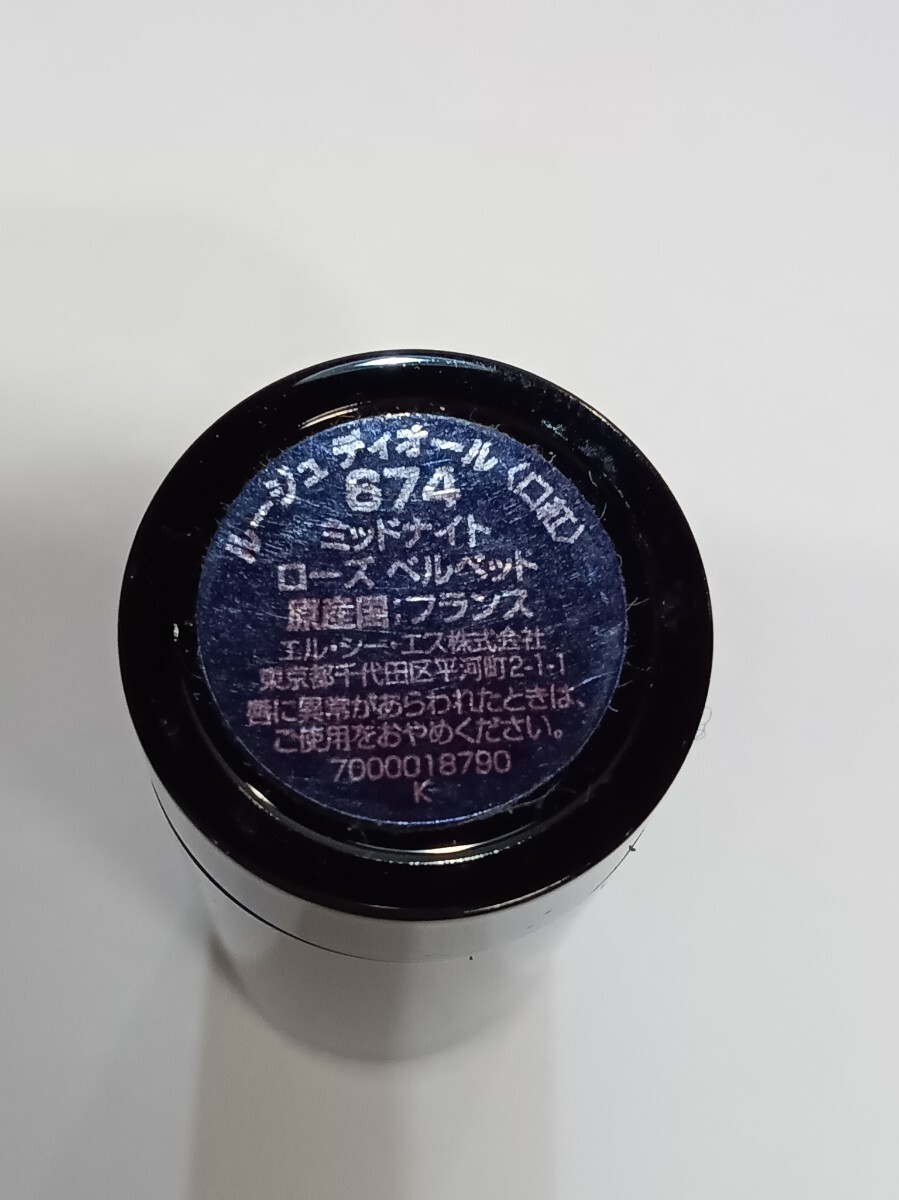 ルージュ ディオール〈口紅〉
674
ミッドナイト
ローズ ベルベット
原産国:フランス
エル・シー・エス株式会社
東京都千代田区平河町2-1-1
唇に異常があらわれたときは、
ご使用をおやめください。
7000018790
K